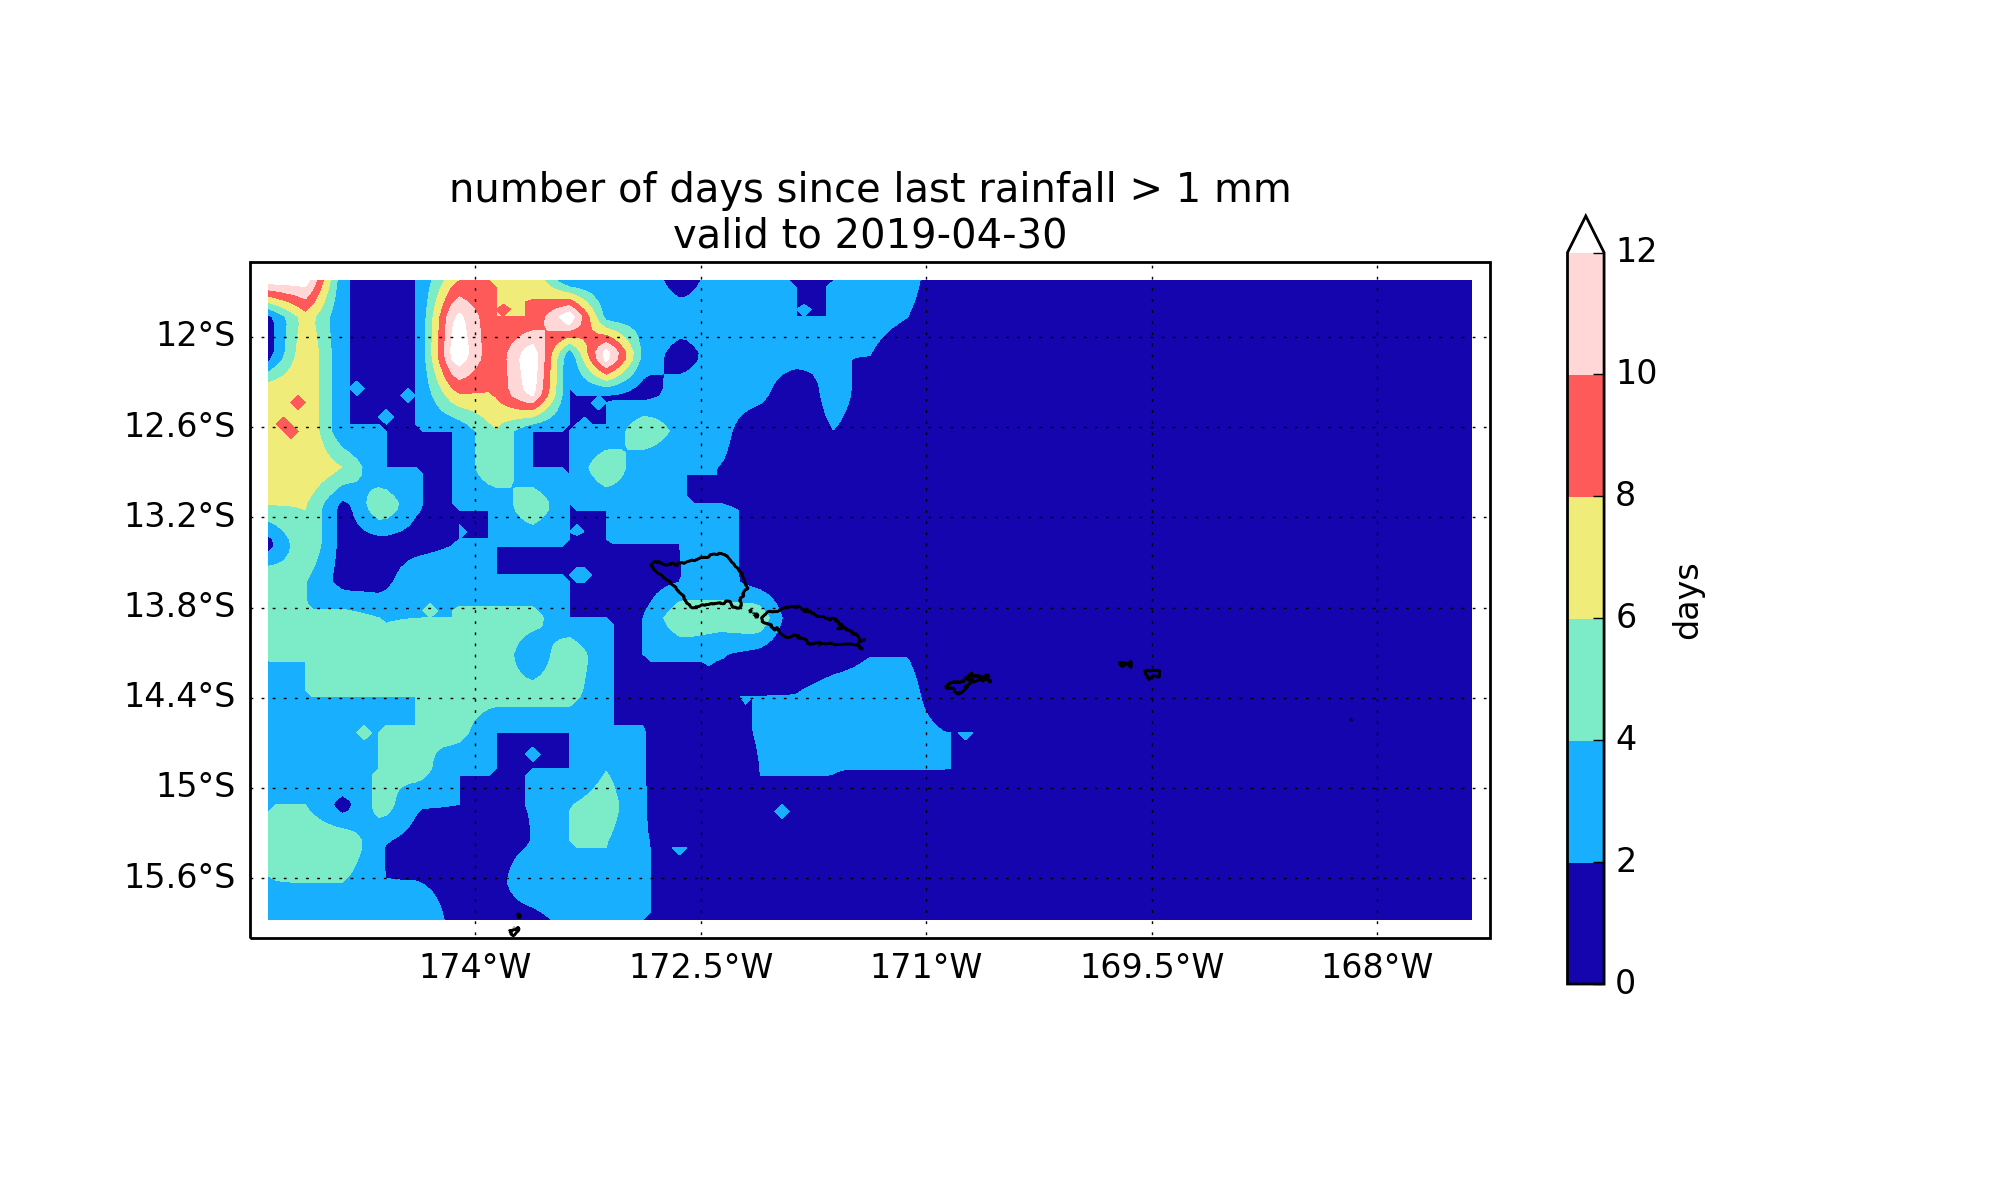 number of days since last rainfall > 1 mm
valid to 2019-04-30
12°S
12.6°S
13.2°S
13.8°S
14.4°S
15°S
15.6°S
174°W
172.5°W
171°W
169.5°W
168°W
12
10
8
6
4
2
0
days